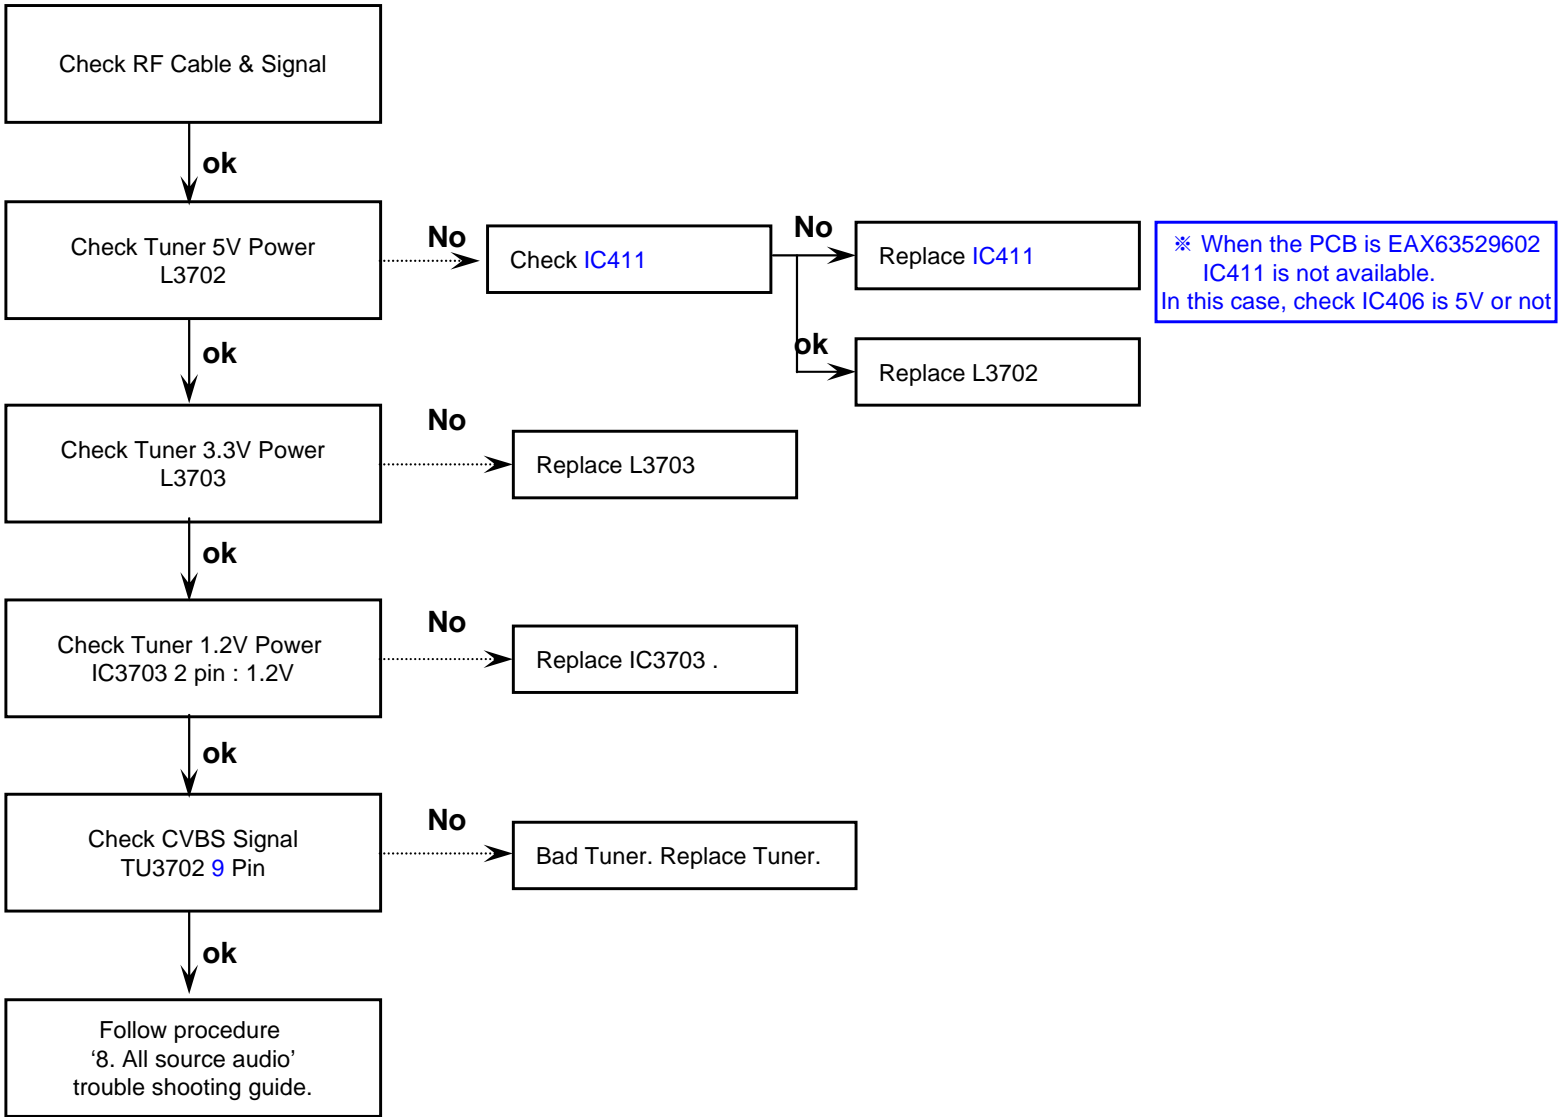 Check RF Cable & Signal
ok
Check Tuner 5V Power
L3702
No
Check IC411
No
Replace IC411
※ When the PCB is EAX63529602
IC411 is not available.
In this case, check IC406 is 5V or not
ok
Replace L3702
ok
Check Tuner 3.3V Power
L3703
No
Replace L3703
ok
Check Tuner 1.2V Power
IC3703 2 pin : 1.2V
No
Replace IC3703 .
ok
Check CVBS Signal
TU3702 9 Pin
No
Bad Tuner. Replace Tuner.
ok
Follow procedure
‘8. All source audio’
trouble shooting guide.